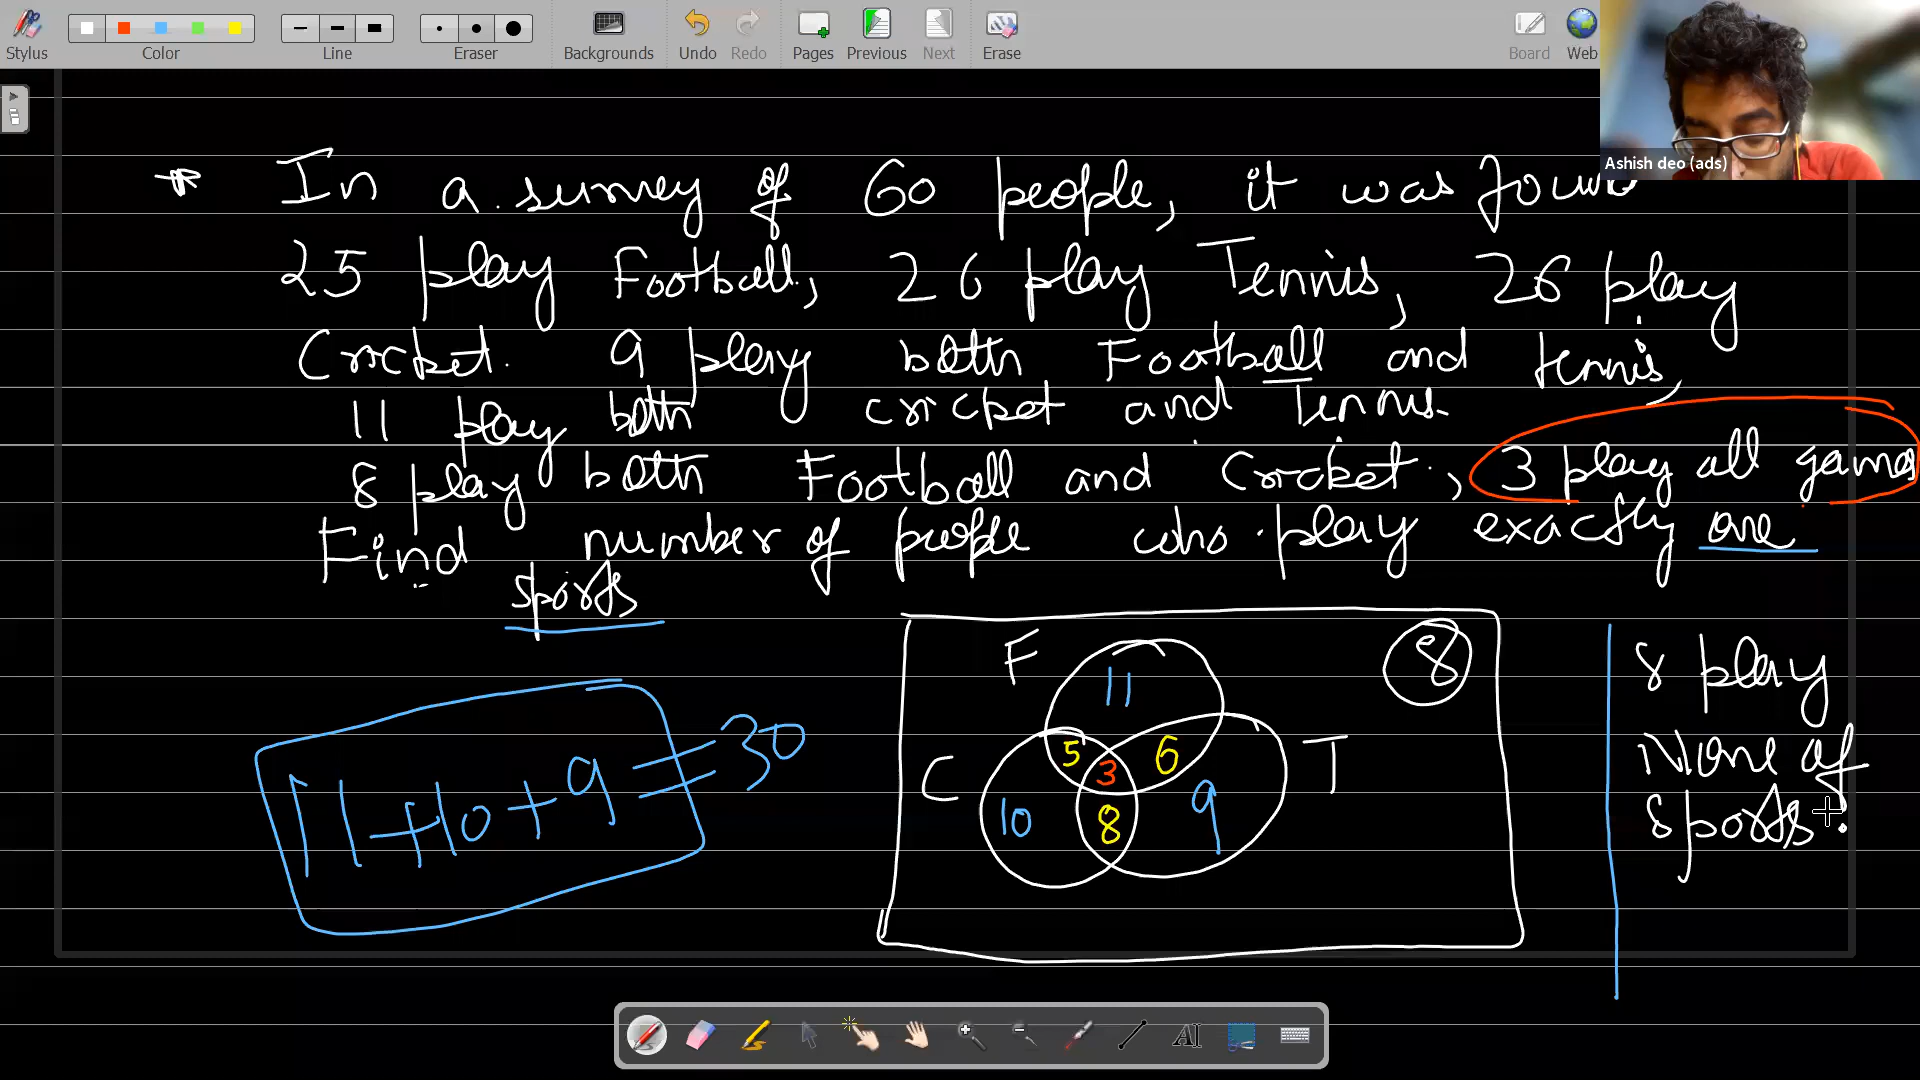 Stylus Color Line Eraser Backgrounds Undo Redo Pages Previous Next Erase Board Web
Ashish deo (ads)
* In a survey of 60 people, it was found
25 play Football, 26 play Tennis, 26 play
Cricket. 9 play both Football and tennis,
11 play both cricket and Tennis.
8 play both Football and Cricket, 3 play all games
Find number of people who play exactly one
sports
F 11 8
C 5 3 6 T
10 8 9
11+10+9=30
8 play
None of
Sports.
AI